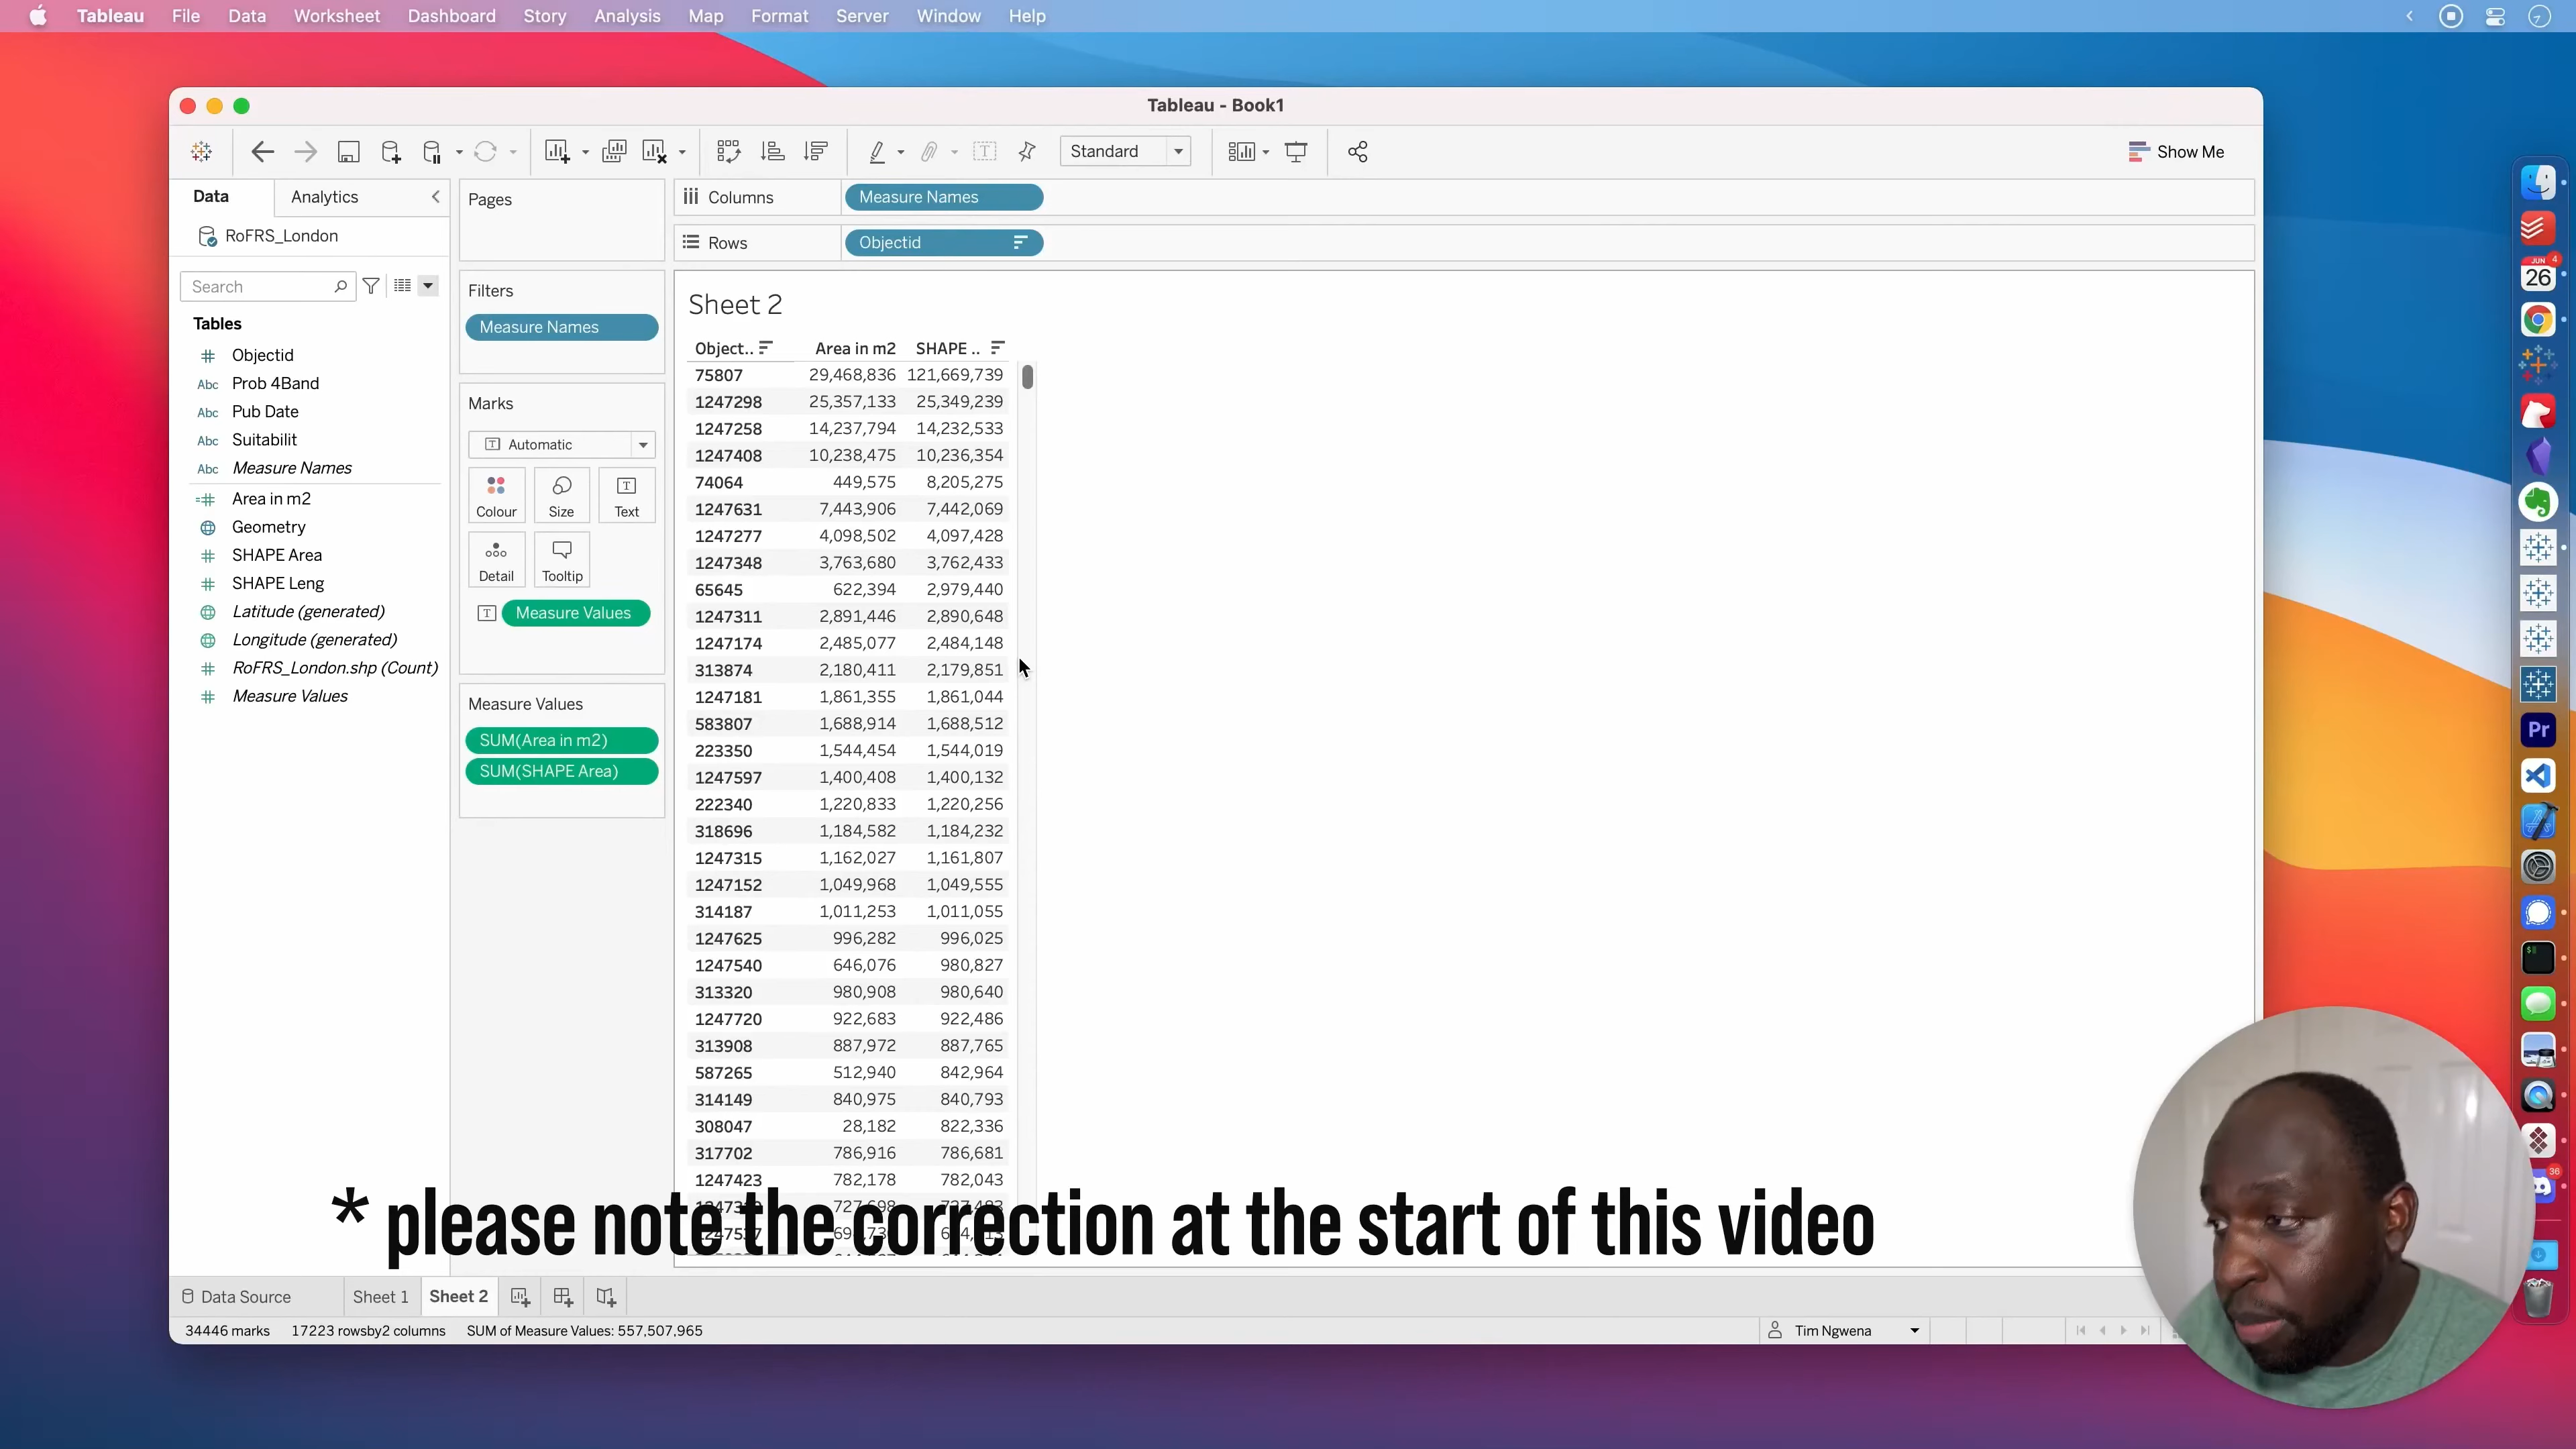 Tableau File Data Worksheet Dashboard Story Analysis Map Format Server Window Help
Tableau - Book1
Standard
Show Me
Data Analytics
RoFRS_London
Search
Tables
Objectid
Prob 4Band
Pub Date
Suitabilit
Measure Names
Area in m2
Geometry
SHAPE Area
SHAPE Leng
Latitude (generated)
Longitude (generated)
RoFRS_London.shp (Count)
Measure Values
Pages
Filters
Measure Names
Marks
Automatic
Colour Size Text
Detail Tooltip
Measure Values
Measure Values
SUM(Area in m2)
SUM(SHAPE Area)
Columns Measure Names
Rows Objectid
Sheet 2
Object.. Area in m2 SHAPE ..
75807 29,468,836 121,669,739
1247298 25,357,133 25,349,239
1247258 14,237,794 14,232,533
1247408 10,238,475 10,236,354
74064 449,575 8,205,275
1247631 7,443,906 7,442,069
1247277 4,098,502 4,097,428
1247348 3,763,680 3,762,433
65645 622,394 2,979,440
1247311 2,891,446 2,890,648
1247174 2,485,077 2,484,148
313874 2,180,411 2,179,851
1247181 1,861,355 1,861,044
583807 1,688,914 1,688,512
223350 1,544,454 1,544,019
1247597 1,400,408 1,400,132
222340 1,220,833 1,220,256
318696 1,184,582 1,184,232
1247315 1,162,027 1,161,807
1247152 1,049,968 1,049,555
314187 1,011,253 1,011,055
1247625 996,282 996,025
1247540 646,076 980,827
313320 980,908 980,640
1247720 922,683 922,486
313908 887,972 887,765
587265 512,940 842,964
314149 840,975 840,793
308047 28,182 822,336
317702 786,916 786,681
1247423 782,178 782,043
* please note the correction at the start of this video
Data Source Sheet 1 Sheet 2
34446 marks 17223 rowsby2 columns SUM of Measure Values: 557,507,965
Tim Ngwena
JUN 4
26
Pr
38